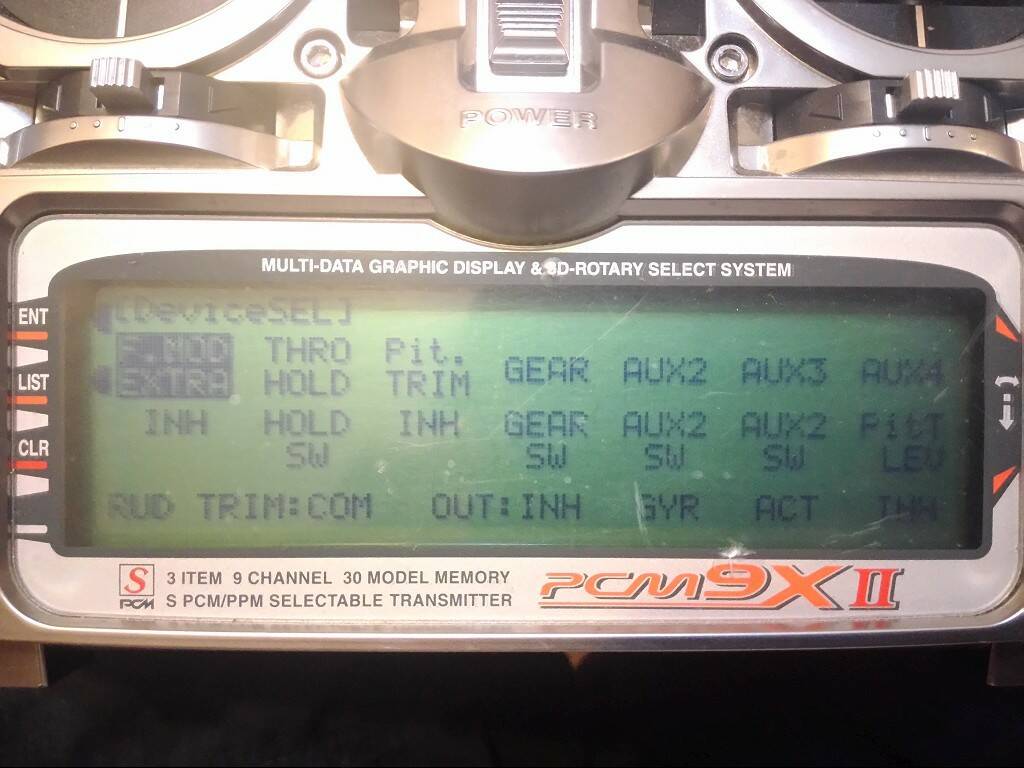 POWER
MULTI-DATA GRAPHIC DISPLAY & 3D-ROTARY SELECT SYSTEM
ENT
LIST
CLR
[DeviceSEL]
F.MOD THRO Pit.
EXTRA HOLD TRIM GEAR AUX2 AUX3 AUX4
INH HOLD INH GEAR AUX2 AUX2 PitT
SW SW SW SW LEV
RUD TRIM:COM OUT:INH GYR ACT INH
S PCM
3 ITEM 9 CHANNEL 30 MODEL MEMORY
S PCM/PPM SELECTABLE TRANSMITTER
PCM9X II